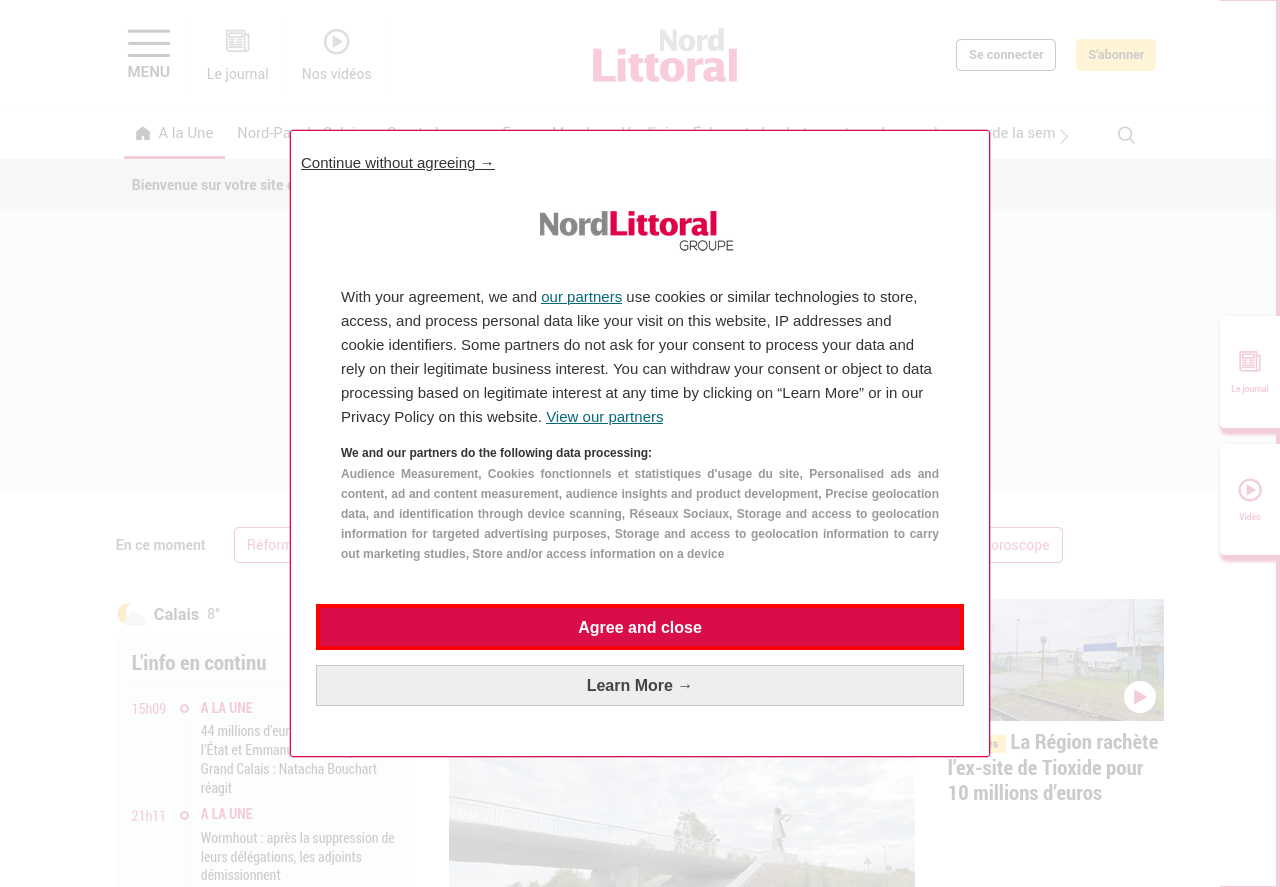 MENU
Le journal
Nos vidéos
Nord
Littoral
Se connecter
S'abonner
A la Une
de la sem
Bienvenue sur votre site
Continue without agreeing →
NordLittoral
GROUPE
With your agreement, we and our partners use cookies or similar technologies to store,
access, and process personal data like your visit on this website, IP addresses and
cookie identifiers. Some partners do not ask for your consent to process your data and
rely on their legitimate business interest. You can withdraw your consent or object to data
processing based on legitimate interest at any time by clicking on “Learn More” or in our
Privacy Policy on this website. View our partners
We and our partners do the following data processing:
Audience Measurement, Cookies fonctionnels et statistiques d'usage du site, Personalised ads and
content, ad and content measurement, audience insights and product development, Precise geolocation
data, and identification through device scanning, Réseaux Sociaux, Storage and access to geolocation
information for targeted advertising purposes, Storage and access to geolocation information to carry
out marketing studies, Store and/or access information on a device
Agree and close
Learn More →
Le journal
Vidéo
En ce moment
Calais 8°
L'info en continu
15h09
A LA UNE
44 millions d'eur
l'État et Emmanu
Grand Calais : Natacha Bouchart
réagit
21h11
A LA UNE
Wormhout : après la suppression de
leurs délégations, les adjoints
démissionnent
La Région rachète
l’ex-site de Tioxide pour
10 millions d’euros